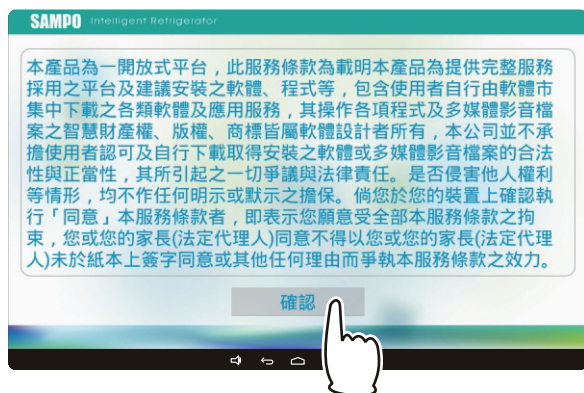 SAMPO Intelligent Refrigerator
本產品為一開放式平台，此服務條款為載明本產品為提供完整服務
採用之平台及建議安裝之軟體、程式等，包含使用者自行由軟體市
集中下載之各類軟體及應用服務，其操作各項程式及多媒體影音檔
案之智慧財產權、版權、商標皆屬軟體設計者所有，本公司並不承
擔使用者認可及自行下載取得安裝之軟體或多媒體影音檔案的合法
性與正當性，其所引起之一切爭議與法律責任。是否侵害他人權利
等情形，均不作任何明示或默示之擔保。倘您於您的裝置上確認執
行「同意」本服務條款者，即表示您願意受全部本服務條款之拘
束，您或您的家長(法定代理人)同意不得以您或您的家長(法定代理
人)未於紙本上簽字同意或其他任何理由而爭執本服務條款之效力。
確認